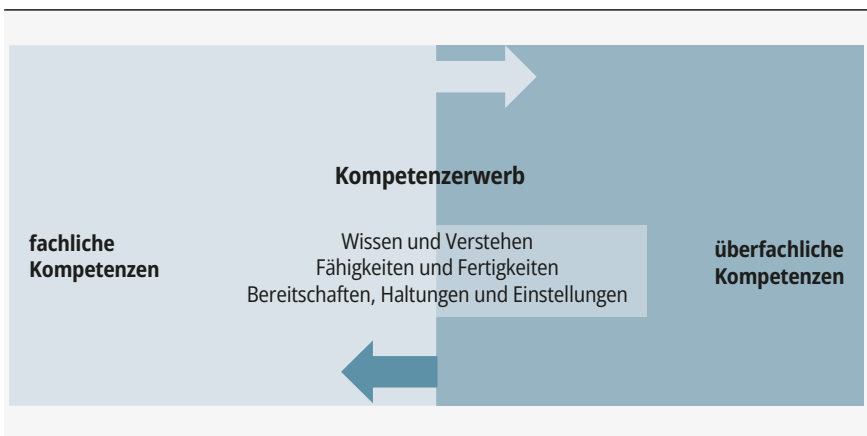 Kompetenzerwerb
fachliche
Kompetenzen
Wissen und Verstehen
Fähigkeiten und Fertigkeiten
Bereitschaften, Haltungen und Einstellungen
überfachliche
Kompetenzen